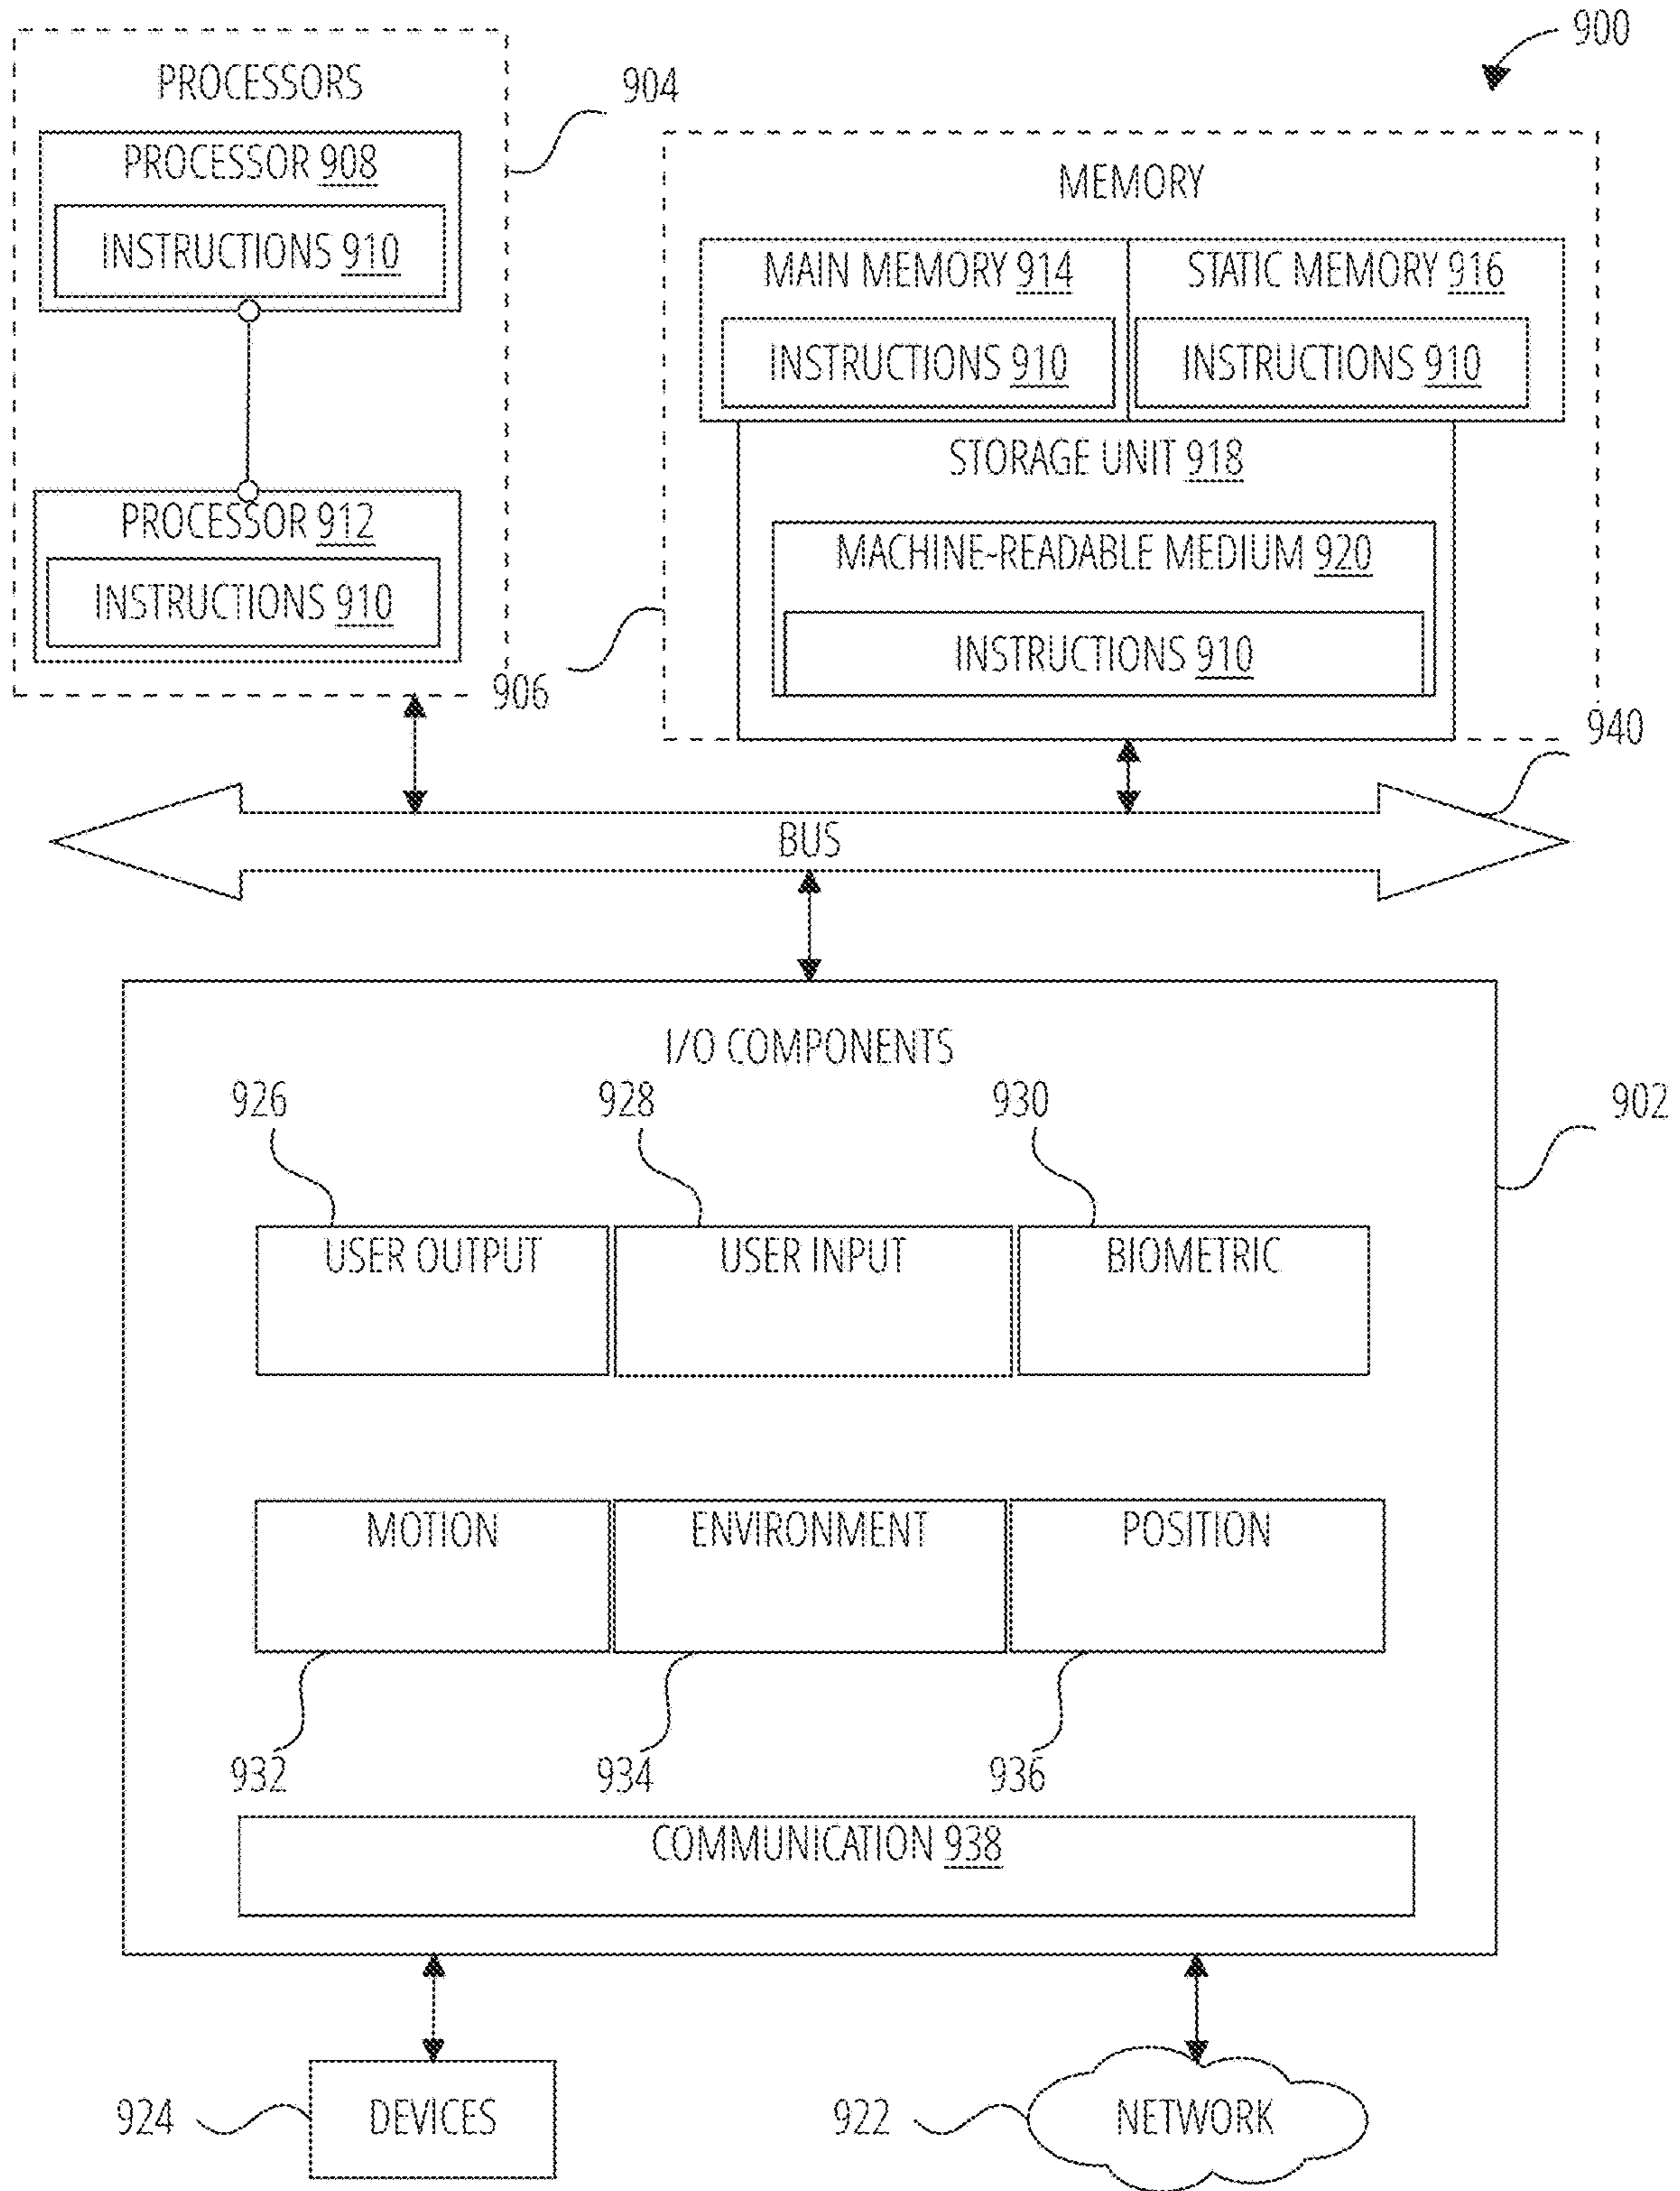 900
PROCESSORS
904
PROCESSOR 908
INSTRUCTIONS 910
PROCESSOR 912
INSTRUCTIONS 910
MEMORY
MAIN MEMORY 914
STATIC MEMORY 916
INSTRUCTIONS 910
INSTRUCTIONS 910
STORAGE UNIT 918
MACHINE-READABLE MEDIUM 920
INSTRUCTIONS 910
906
940
BUS
I/O COMPONENTS
902
926
928
930
USER OUTPUT
USER INPUT
BIOMETRIC
MOTION
ENVIRONMENT
POSITION
932
934
936
COMMUNICATION 938
924
DEVICES
922
NETWORK